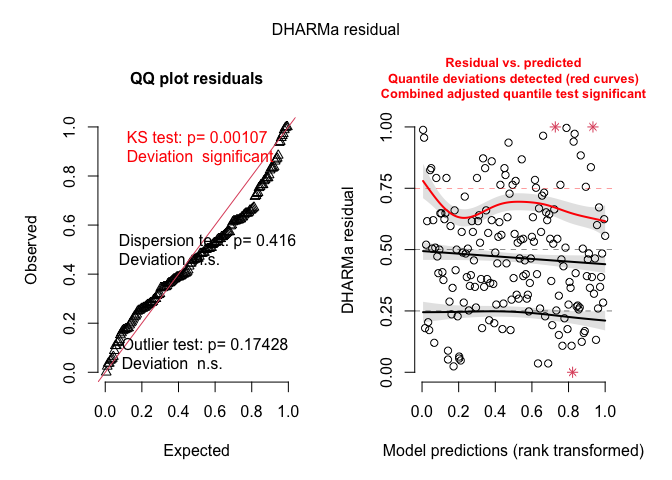 DHARMa residual
QQ plot residuals
KS test: p= 0.00107
Deviation  significant
Dispersion test: p= 0.416
Deviation  n.s.
Outlier test: p= 0.17428
Deviation  n.s.
Observed
0.0 0.2 0.4 0.6 0.8 1.0
0.0 0.2 0.4 0.6 0.8 1.0
Expected
Residual vs. predicted
Quantile deviations detected (red curves)
Combined adjusted quantile test significant
DHARMa residual
0.00 0.25 0.50 0.75 1.00
0.0 0.2 0.4 0.6 0.8 1.0
Model predictions (rank transformed)